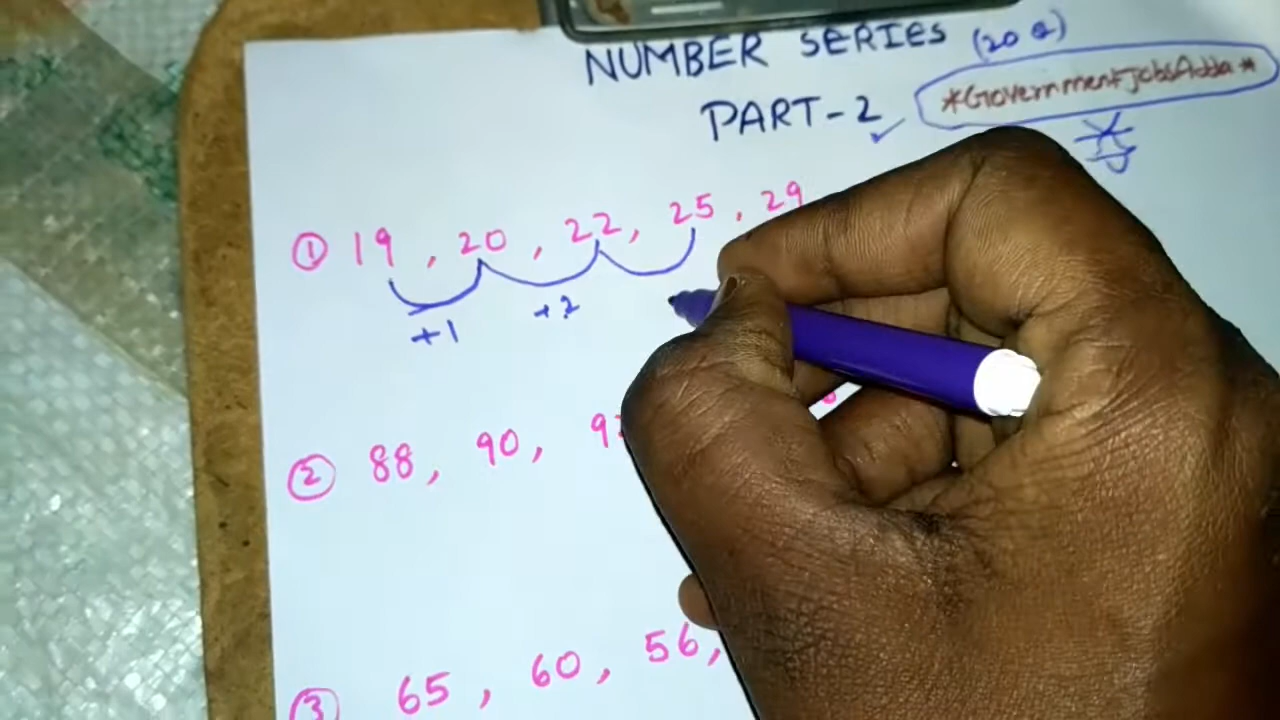 NUMBER SERIES (20 Q)
PART-2 *GovernmentJobsAdda*
① 19, 20, 22, 25, 29
+1 +2
② 88, 90,
③ 65, 60, 56,